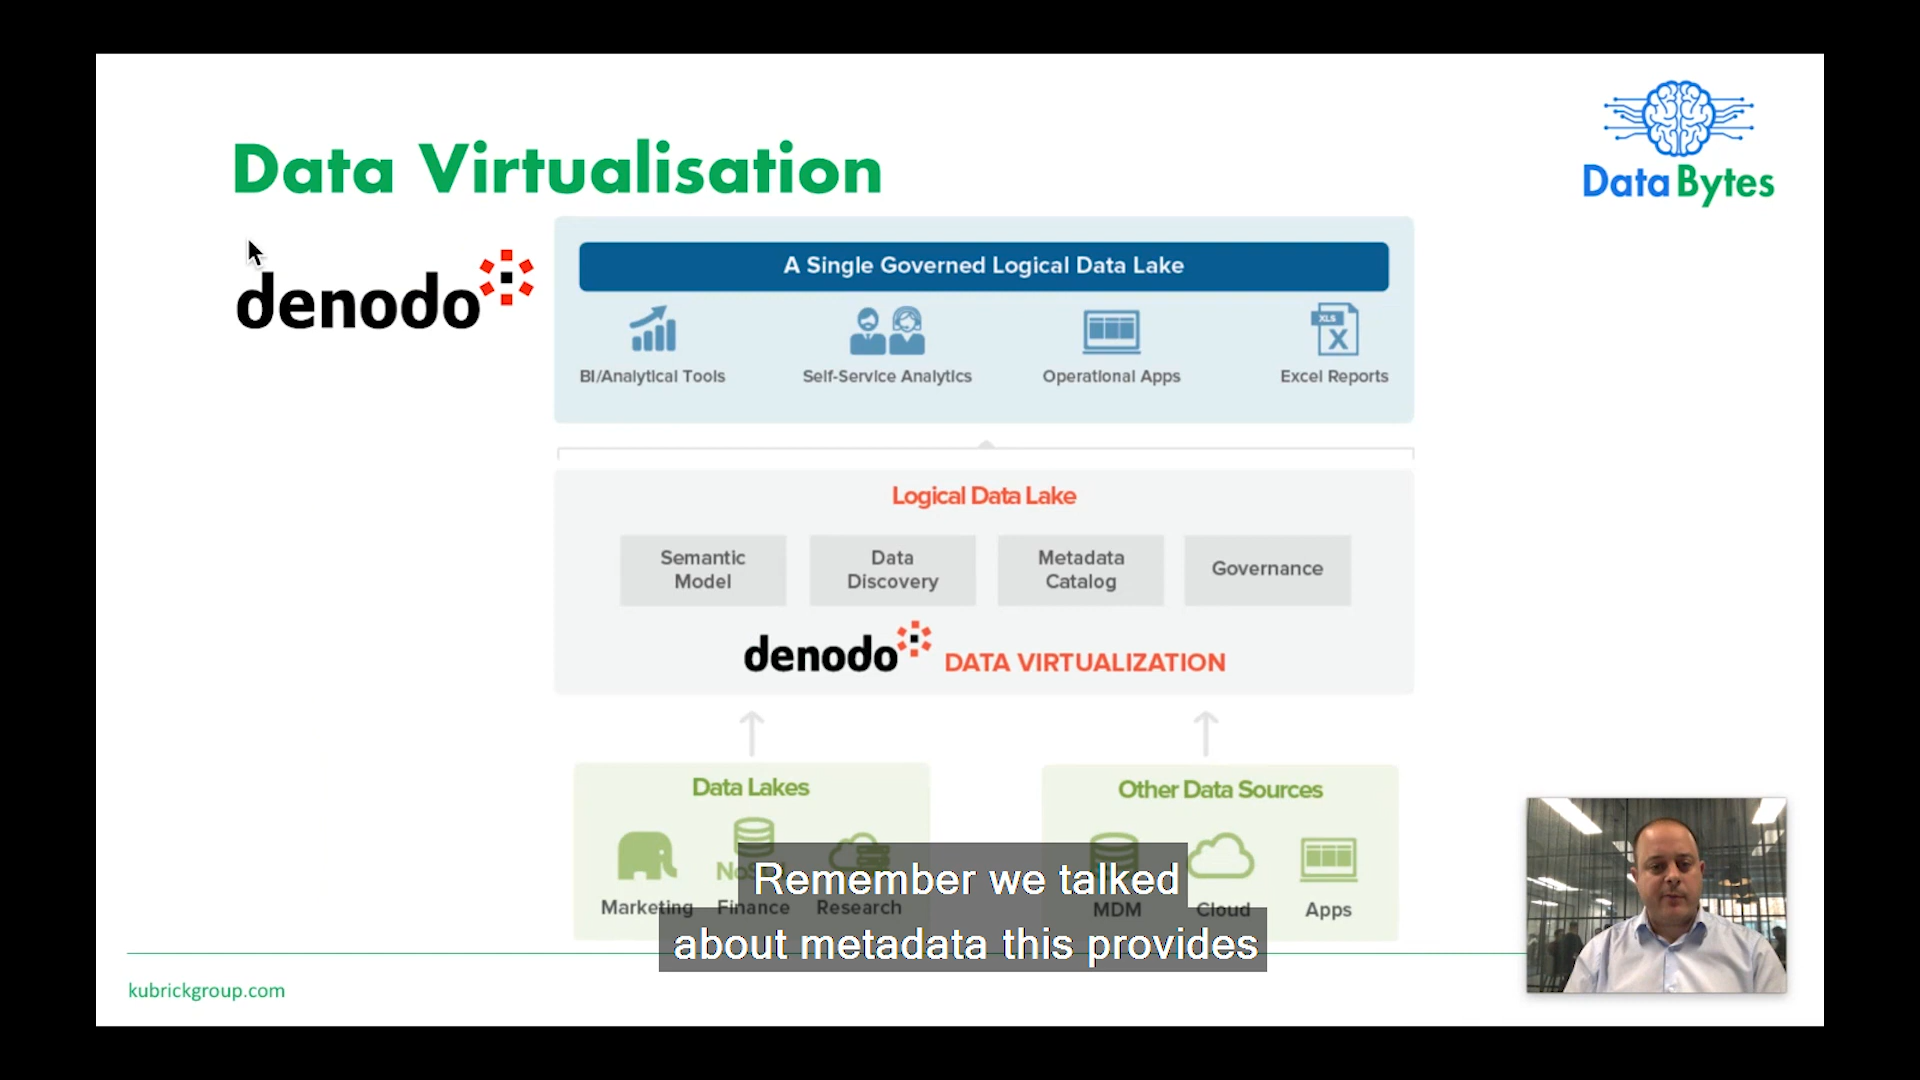 Data Virtualisation
Data Bytes
denodo
A Single Governed Logical Data Lake
XLS
X
BI/Analytical Tools
Self-Service Analytics
Operational Apps
Excel Reports
Logical Data Lake
Semantic
Model
Data
Discovery
Metadata
Catalog
Governance
denodo DATA VIRTUALIZATION
Data Lakes
Other Data Sources
Marketing
Finance
Research
MDM
Cloud
Apps
Remember we talked
about metadata this provides
kubrickgroup.com